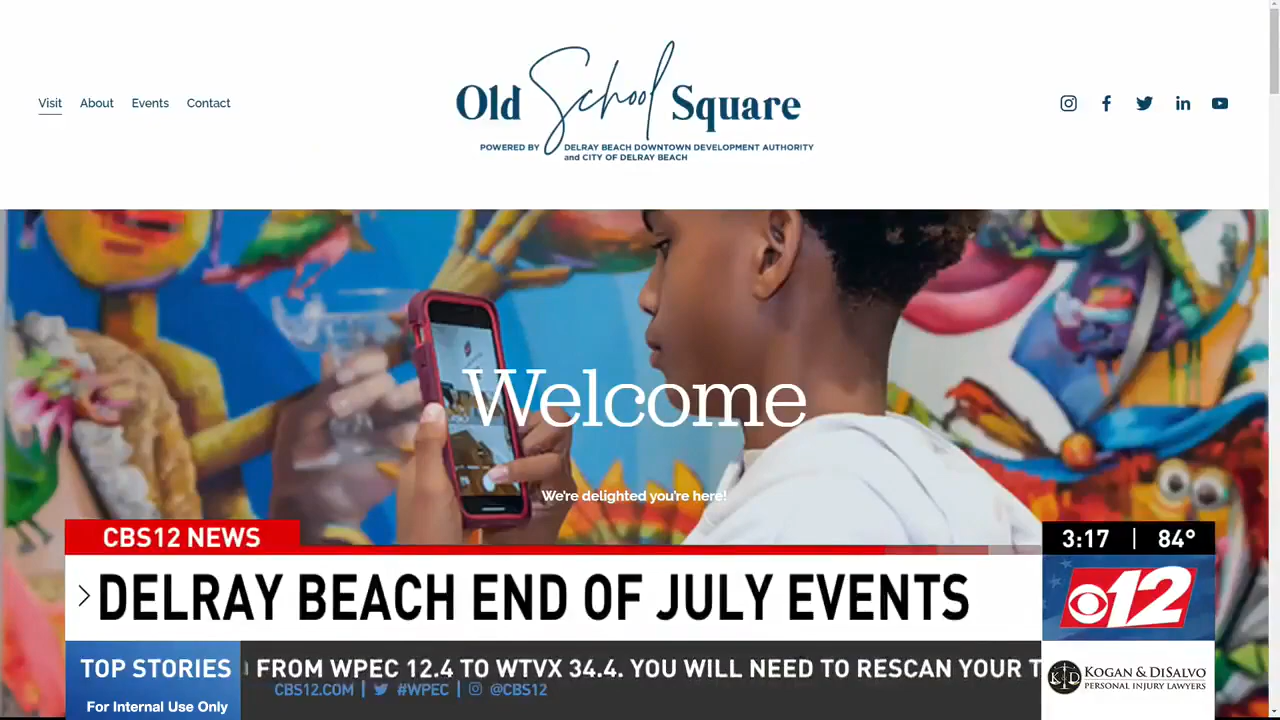 Visit About Events Contact
Old School Square
POWERED BY DELRAY BEACH DOWNTOWN DEVELOPMENT AUTHORITY
and CITY OF DELRAY BEACH
Welcome
We're delighted you're here!
CBS12 NEWS
3:17 | 84°
DELRAY BEACH END OF JULY EVENTS
12
TOP STORIES
FROM WPEC 12.4 TO WTVX 34.4. YOU WILL NEED TO RESCAN YOUR T
CBS12.COM | #WPEC | @CBS12
For Internal Use Only
KD
KOGAN & DISALVO
PERSONAL INJURY LAWYERS